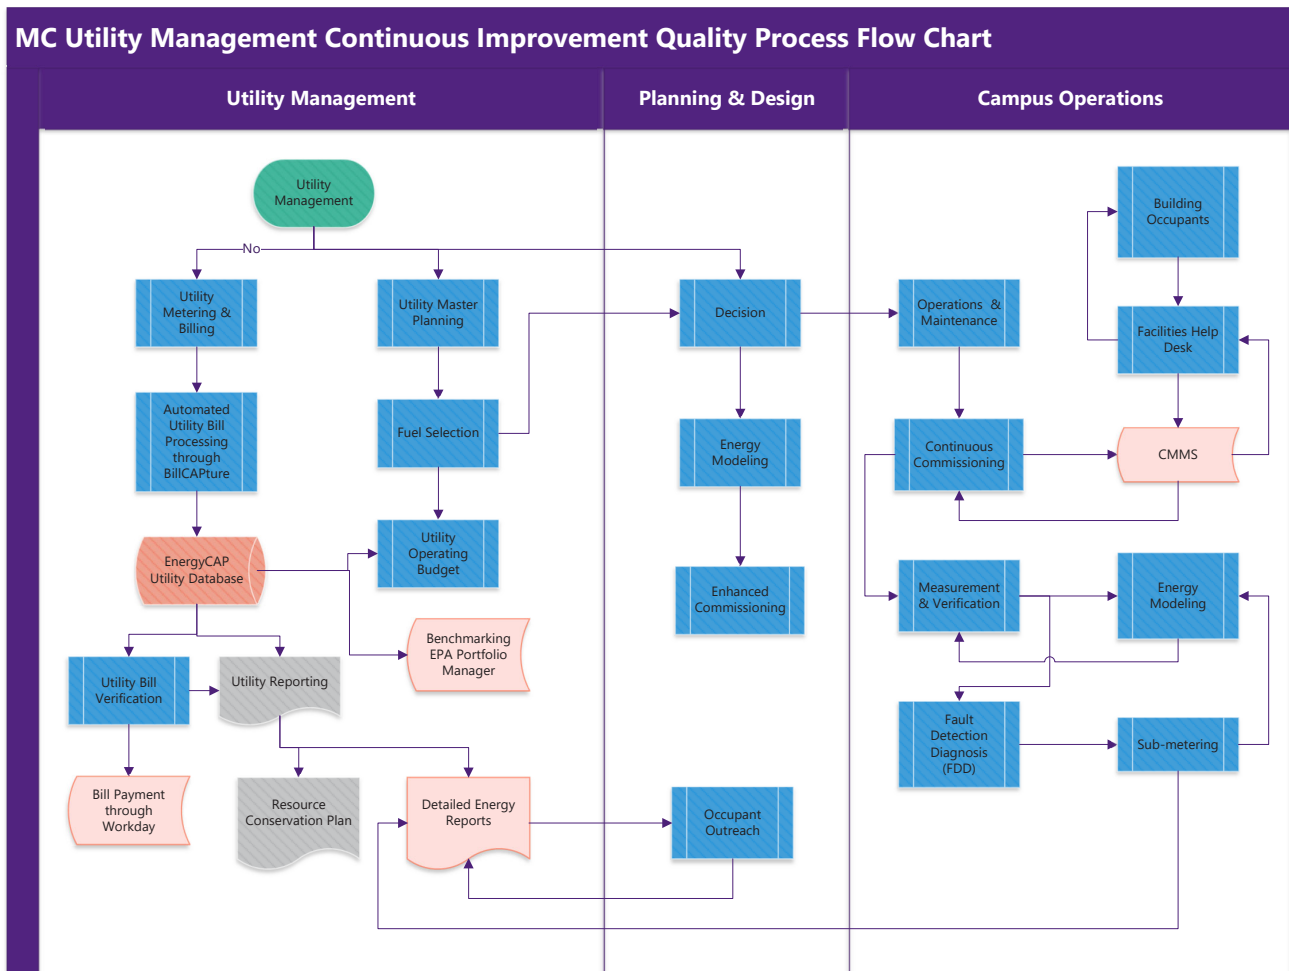 MC Utility Management Continuous Improvement Quality Process Flow Chart
Utility Management
Planning & Design
Campus Operations
Utility
Management
No
Building
Occupants
Utility
Metering &
Billing
Utility Master
Planning
Decision
Operations &
Maintenance
Facilities Help
Desk
Automated
Utility Bill
Processing
through
BillCAPture
Fuel Selection
Energy
Modeling
Continuous
Commissioning
CMMS
EnergyCAP
Utility Database
Utility
Operating
Budget
Enhanced
Commissioning
Measurement
& Verification
Energy
Modeling
Benchmarking
EPA Portfolio
Manager
Utility Bill
Verification
Utility Reporting
Fault
Detection
Diagnosis
(FDD)
Sub-metering
Bill Payment
through
Workday
Resource
Conservation Plan
Detailed Energy
Reports
Occupant
Outreach